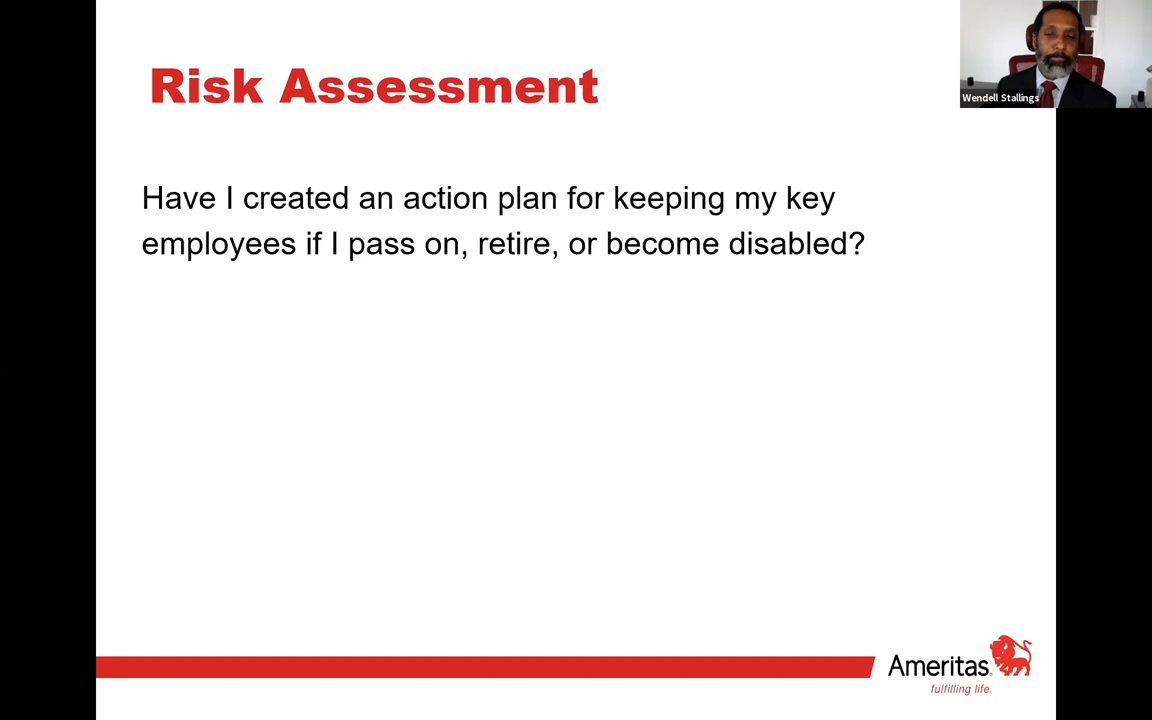 Risk Assessment
Wendell Stallings
Have I created an action plan for keeping my key
employees if I pass on, retire, or become disabled?
Ameritas
fulfilling life.